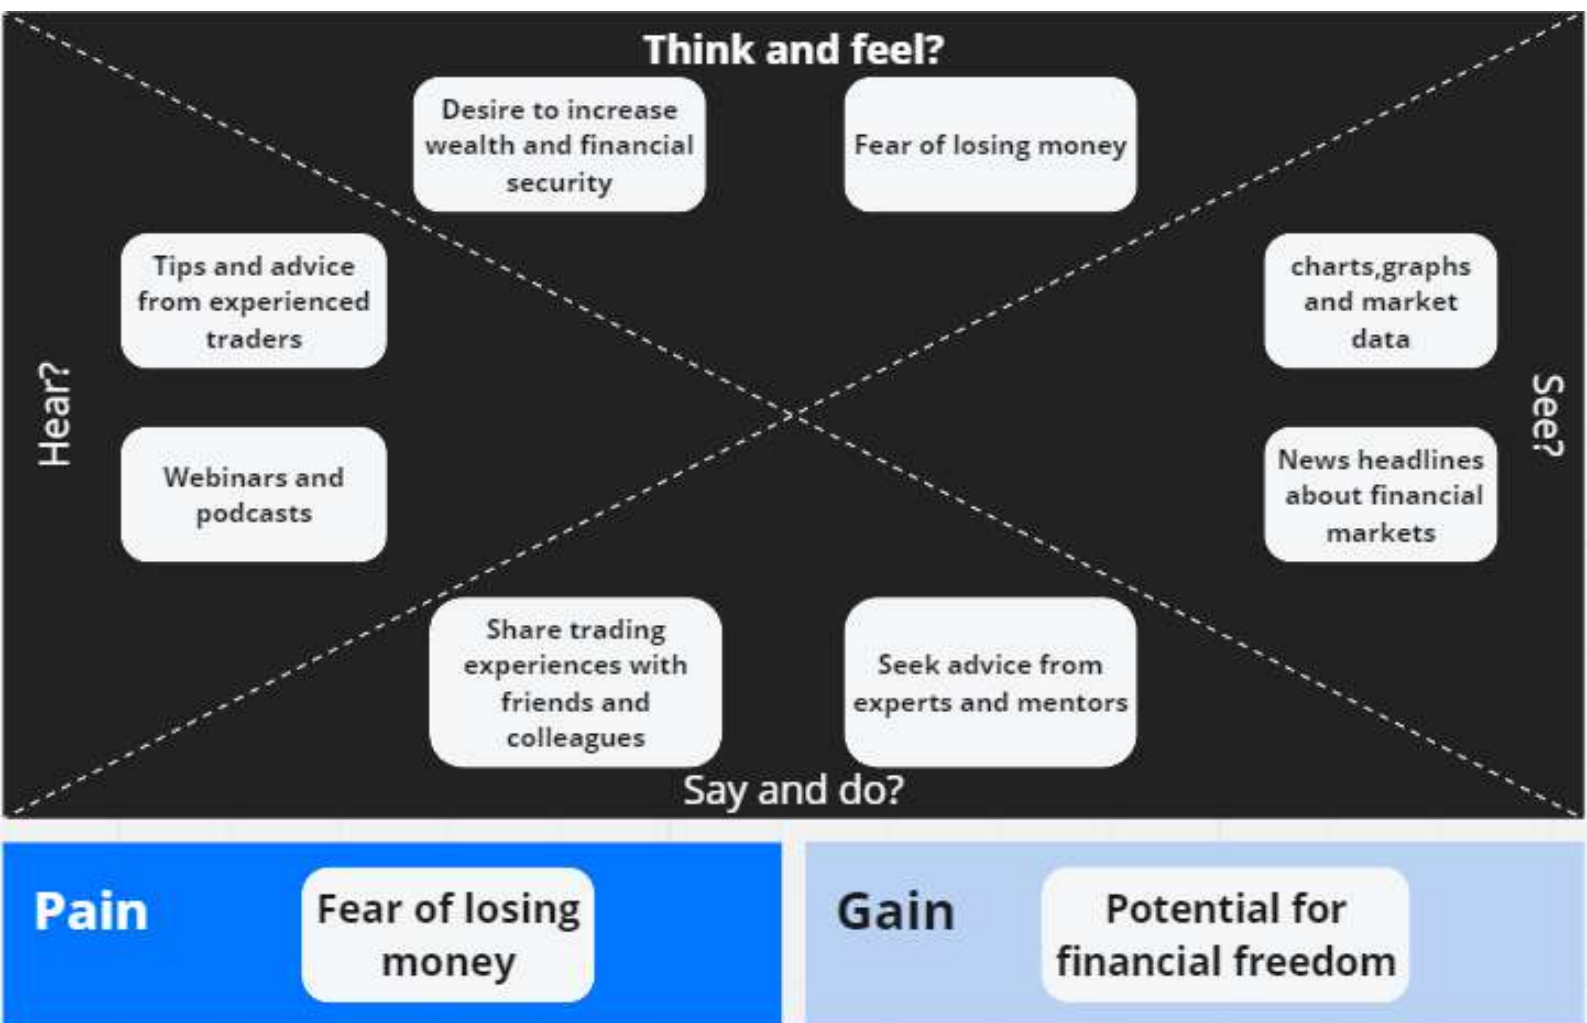 Think and feel?
Desire to increase
wealth and financial
security
Fear of losing money
Hear?
Tips and advice
from experienced
traders
Webinars and
podcasts
See?
charts,graphs
and market
data
News headlines
about financial
markets
Share trading
experiences with
friends and
colleagues
Seek advice from
experts and mentors
Say and do?
Pain
Fear of losing
money
Gain
Potential for
financial freedom